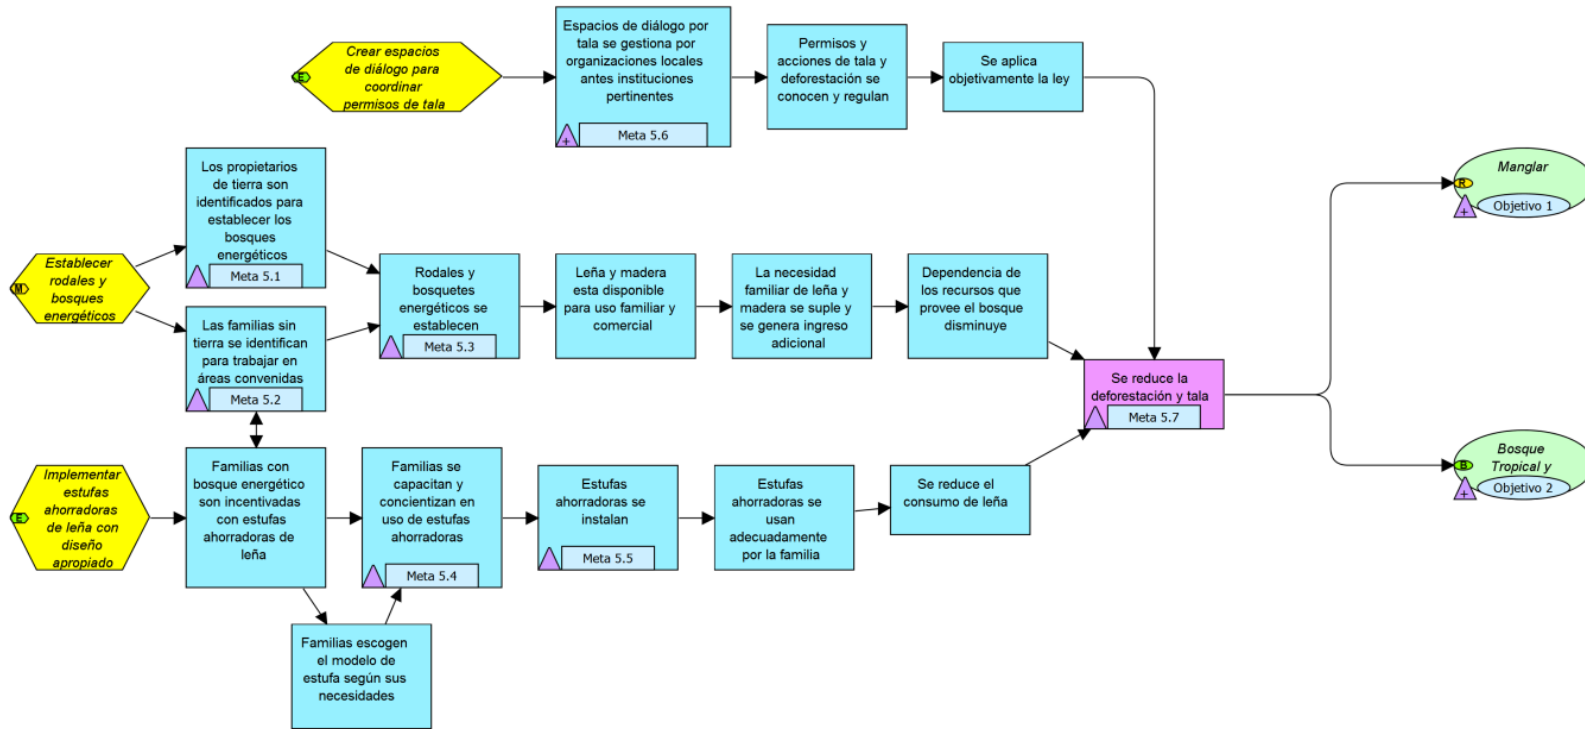 Crear espacios
de diálogo para
coordinar
permisos de tala
E
Espacios de diálogo por
tala se gestiona por
organizaciones locales
antes instituciones
pertinentes
+
Meta 5.6
Permisos y
acciones de tala y
deforestación se
conocen y regulan
Se aplica
objetivamente la ley
Establecer
rodales y
bosques
energéticos
M
Los propietarios
de tierra son
identificados para
establecer los
bosques
energéticos
Meta 5.1
Las familias sin
tierra se identifican
para trabajar en
áreas convenidas
Meta 5.2
Rodales y
bosquetes
energéticos se
establecen
Meta 5.3
Leña y madera
esta disponible
para uso familiar y
comercial
La necesidad
familiar de leña y
madera se suple y
se genera ingreso
adicional
Dependencia de
los recursos que
provee el bosque
disminuye
Se reduce la
deforestación y tala
Meta 5.7
Manglar
R
+
Objetivo 1
Bosque
Tropical y
B
+
Objetivo 2
Implementar
estufas
ahorradoras
de leña con
diseño
apropiado
E
Familias con
bosque energético
son incentivadas
con estufas
ahorradoras de
leña
Familias se
capacitan y
concientizan en
uso de estufas
ahorradoras
Meta 5.4
Estufas
ahorradoras se
instalan
Meta 5.5
Estufas
ahorradoras se
usan
adecuadamente
por la familia
Se reduce el
consumo de leña
Familias escogen
el modelo de
estufa según sus
necesidades